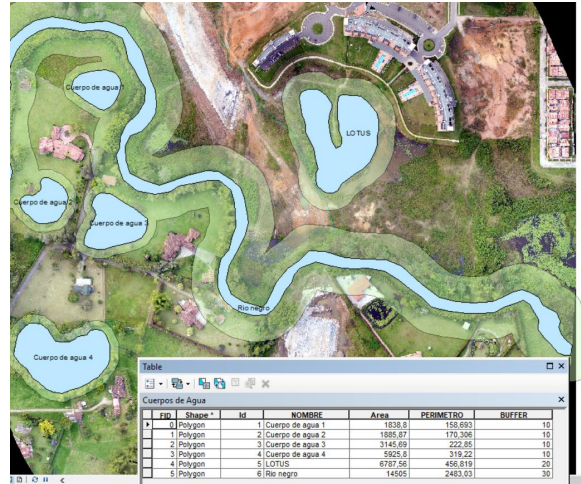 Cuerpo de agua 1
LOTUS
Cuerpo de agua 2
Cuerpo de agua 3
Rio negro
Cuerpo de agua 4
Table
Cuerpos de Agua
FID Shape * Id NOMBRE Area PERIMETRO BUFFER
0 Polygon 1 Cuerpo de agua 1 1838,8 158,693 10
1 Polygon 2 Cuerpo de agua 2 1885,87 170,306 10
2 Polygon 3 Cuerpo de agua 3 3145,69 222,85 10
3 Polygon 4 Cuerpo de agua 4 5925,8 319,22 10
4 Polygon 5 LOTUS 6787,56 456,819 20
5 Polygon 6 Rio negro 14505 2483,03 30